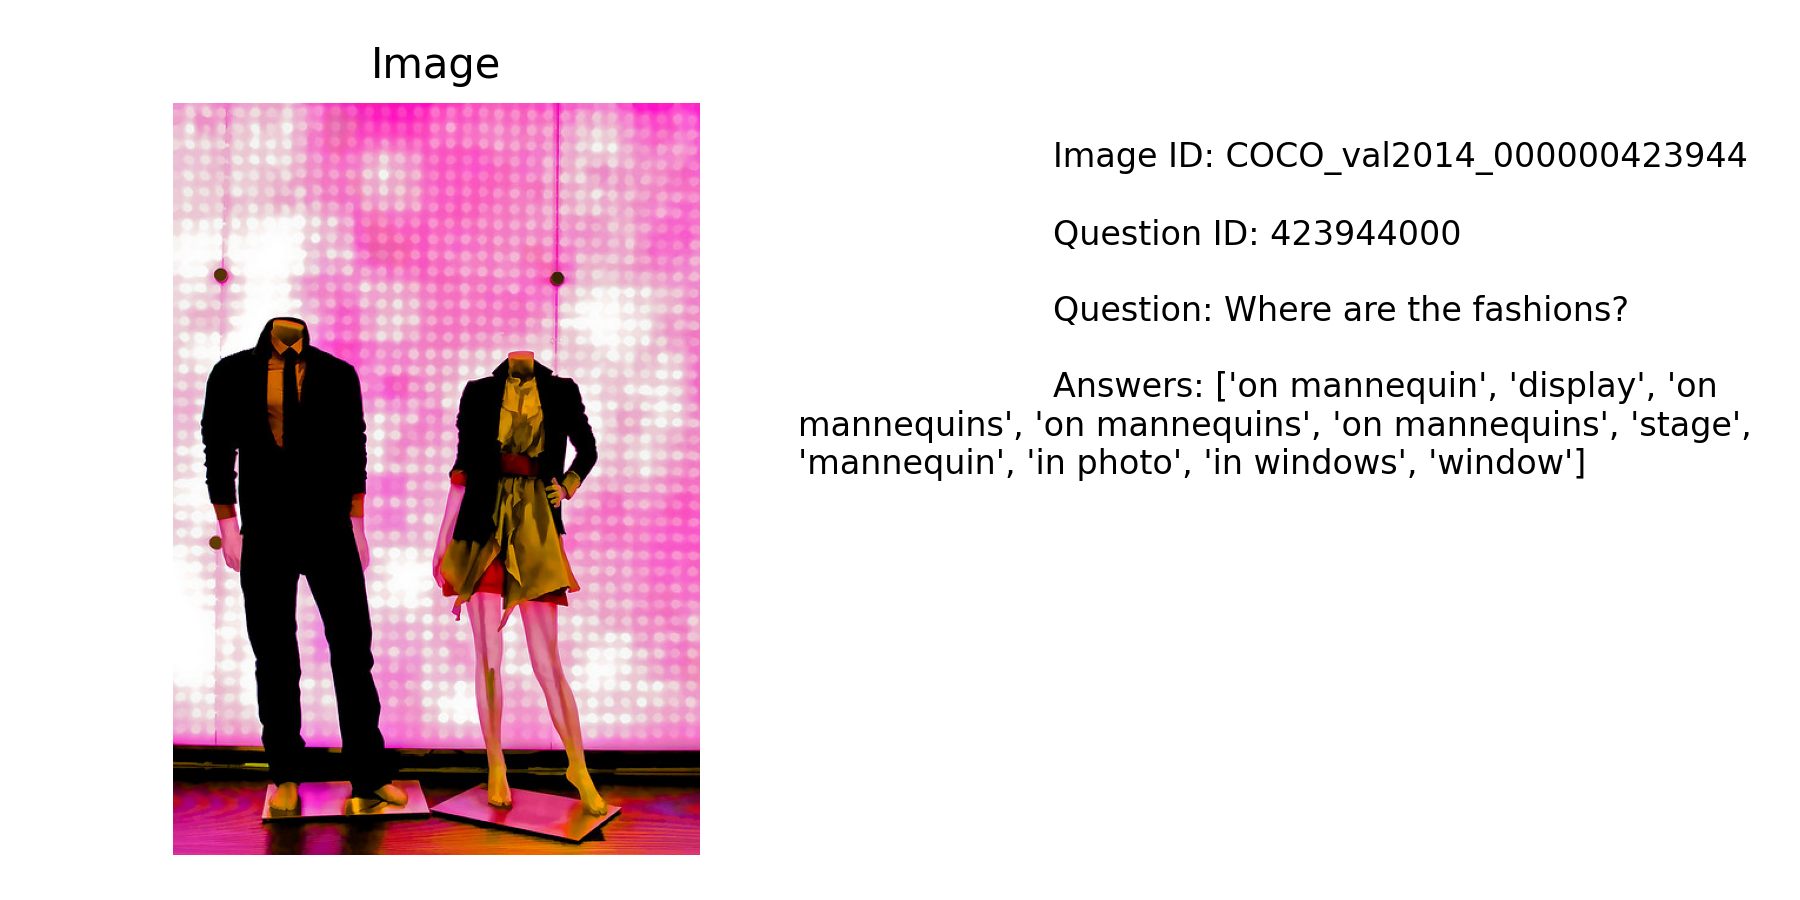 Image
Image ID: COCO_val2014_000000423944
Question ID: 423944000
Question: Where are the fashions?
Answers: ['on mannequin', 'display', 'on
mannequins', 'on mannequins', 'on mannequins', 'stage',
'mannequin', 'in photo', 'in windows', 'window']